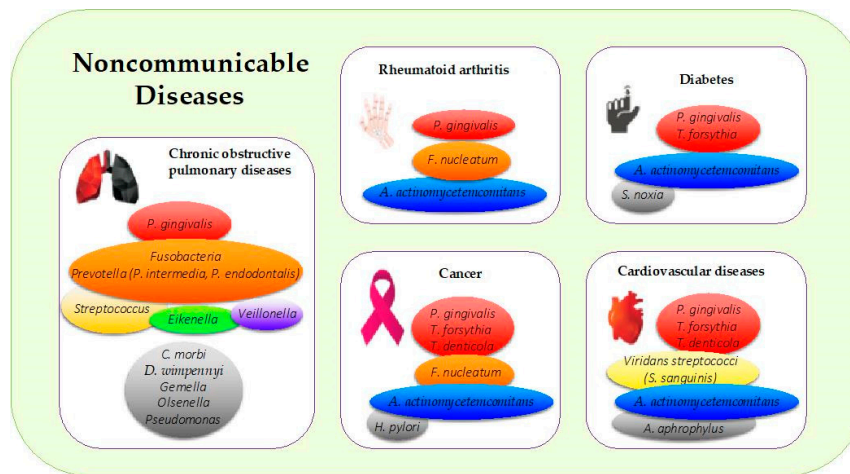 Noncommunicable
Diseases
Chronic obstructive
pulmonary diseases
P. gingivalis
Fusobacteria
Prevotella (P. intermedia, P. endodontalis)
Streptococcus
Eikenella
Veillonella
C. morbi
D. wimpennyi
Gemella
Olsenella
Pseudomonas
Rheumatoid arthritis
P. gingivalis
F. nucleatum
A. actinomycetemcomitans
Diabetes
P. gingivalis
T. forsythia
A. actinomycetemcomitans
S. noxia
Cancer
P. gingivalis
T. forsythia
T. denticola
F. nucleatum
A. actinomycetemcomitans
H. pylori
Cardiovascular diseases
P. gingivalis
T. forsythia
T. denticola
Viridans streptococci
(S. sanguinis)
A. actinomycetemcomitans
A. aphrophylus